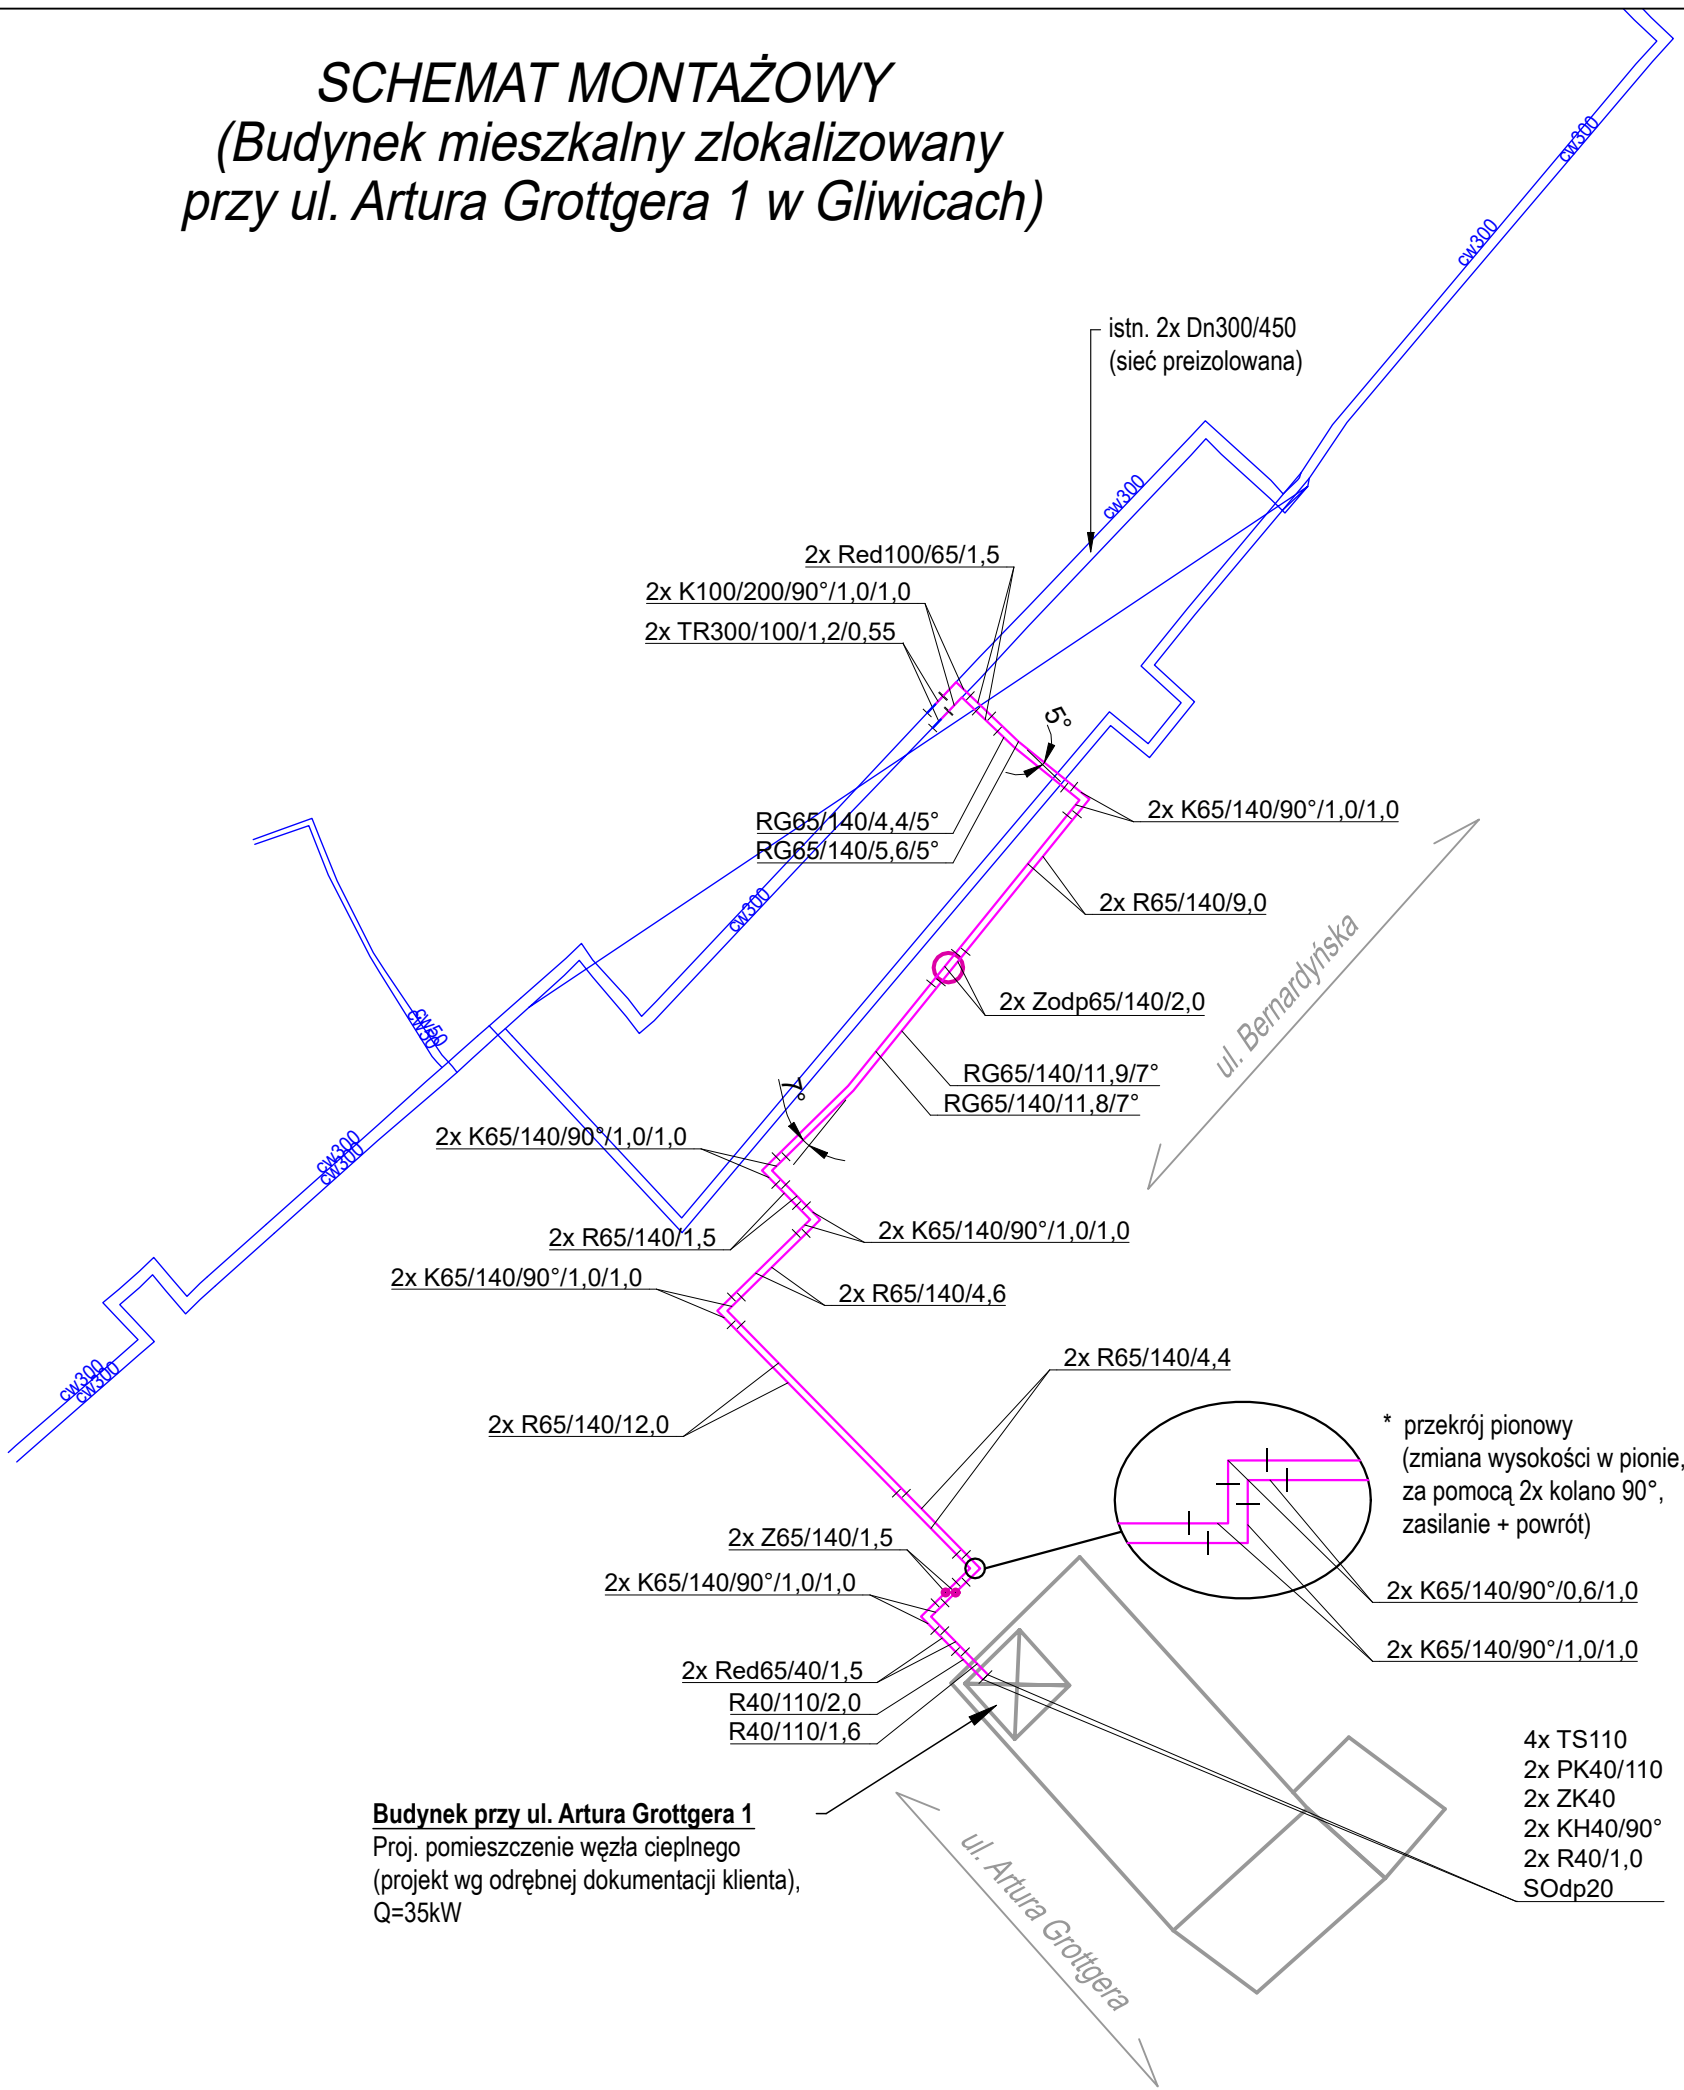 SCHEMAT MONTAŻOWY
(Budynek mieszkalny zlokalizowany
przy ul. Artura Grottgera 1 w Gliwicach)
cw300
cw300
istn. 2x Dn300/450
(sieć preizolowana)
cw300
2x Red100/65/1,5
2x K100/200/90°/1,0/1,0
2x TR300/100/1,2/0,55
5°
2x K65/140/90°/1,0/1,0
RG65/140/4,4/5°
RG65/140/5,6/5°
cw300
2x R65/140/9,0
ul. Bernardyńska
2x Zodp65/140/2,0
cw50
cw50
RG65/140/11,9/7°
RG65/140/11,8/7°
7°
2x K65/140/90°/1,0/1,0
cw300
cw300
2x R65/140/1,5
2x K65/140/90°/1,0/1,0
2x K65/140/90°/1,0/1,0
2x R65/140/4,6
2x R65/140/4,4
cw300
cw300
2x R65/140/12,0
* przekrój pionowy
(zmiana wysokości w pionie,
za pomocą 2x kolano 90°,
zasilanie + powrót)
2x Z65/140/1,5
2x K65/140/90°/1,0/1,0
2x K65/140/90°/0,6/1,0
2x K65/140/90°/1,0/1,0
2x Red65/40/1,5
R40/110/2,0
R40/110/1,6
4x TS110
2x PK40/110
2x ZK40
2x KH40/90°
2x R40/1,0
SOdp20
Budynek przy ul. Artura Grottgera 1
Proj. pomieszczenie węzła cieplnego
(projekt wg odrębnej dokumentacji klienta),
Q=35kW
ul. Artura Grottgera